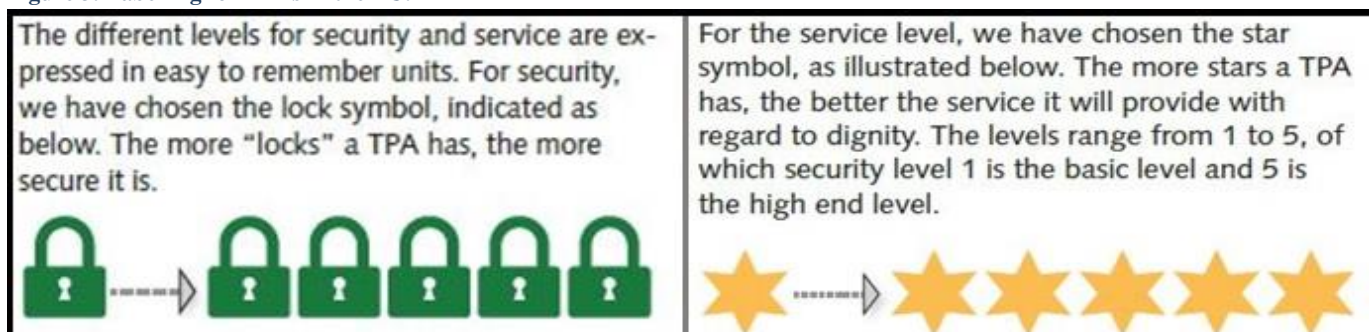 The different levels for security and service are ex-
pressed in easy to remember units. For security,
we have chosen the lock symbol, indicated as
below. The more “locks” a TPA has, the more
secure it is.
For the service level, we have chosen the star
symbol, as illustrated below. The more stars a TPA
has, the better the service it will provide with
regard to dignity. The levels range from 1 to 5, of
which security level 1 is the basic level and 5 is
the high end level.